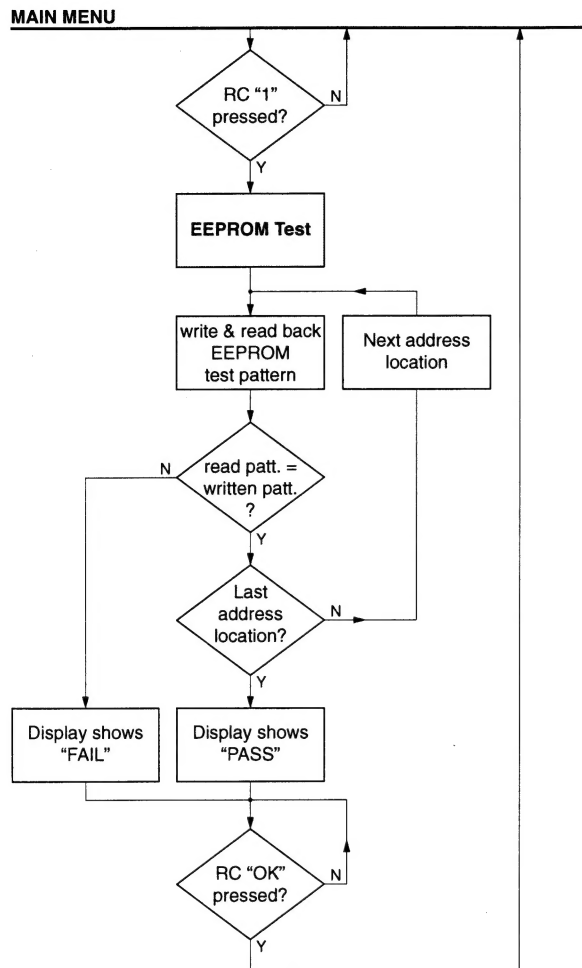 MAIN MENU
RC “1”
pressed?
N
Y
EEPROM Test
write & read back
EEPROM
test pattern
Next address
location
N
read patt. =
written patt.
?
Y
Last
address
location?
N
Y
Display shows
“FAIL”
Display shows
“PASS”
RC “OK”
pressed?
N
Y